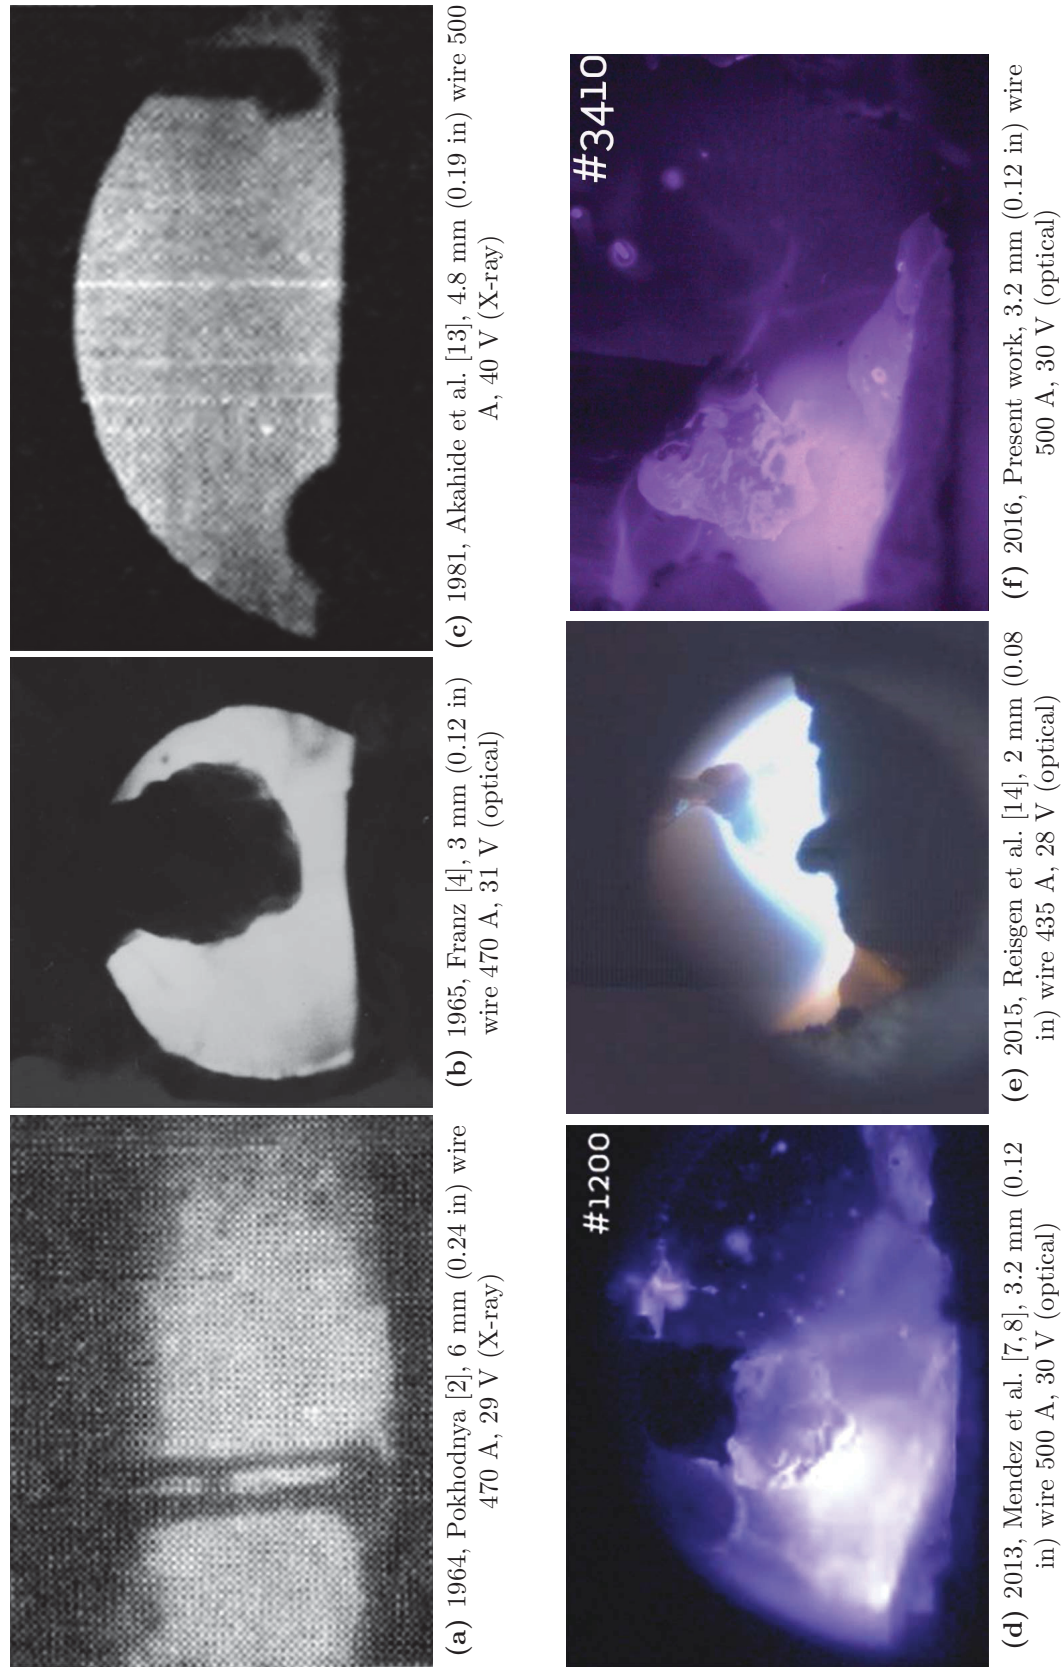 (a) 1964, Pokhodnya [2], 6 mm (0.24 in) wire
470 A, 29 V (X-ray)
(b) 1965, Franz [4], 3 mm (0.12 in)
wire 470 A, 31 V (optical)
(c) 1981, Akahide et al. [13], 4.8 mm (0.19 in) wire 500
A, 40 V (X-ray)
#1200
(d) 2013, Mendez et al. [7,8], 3.2 mm (0.12
in) wire 500 A, 30 V (optical)
(e) 2015, Reisgen et al. [14], 2 mm (0.08
in) wire 435 A, 28 V (optical)
#3410
(f) 2016, Present work, 3.2 mm (0.12 in) wire
500 A, 30 V (optical)